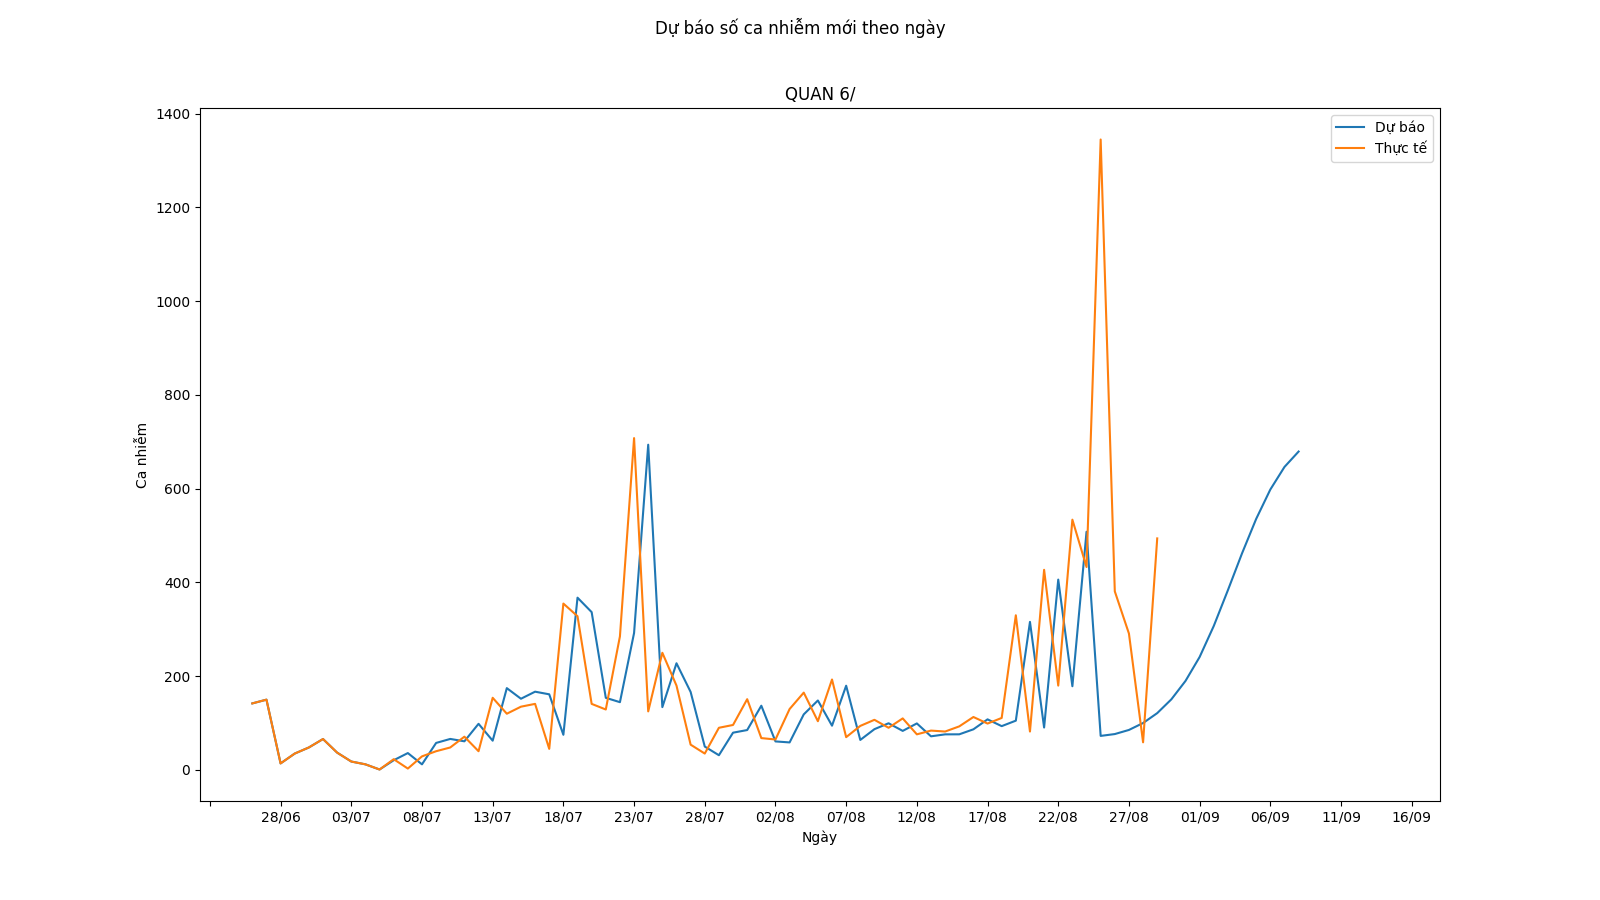 Dự báo số ca nhiễm mới theo ngày
QUAN 6/
Dự báo
Thực tế
1400
1200
1000
800
600
400
200
0
Ca nhiễm
28/06 03/07 08/07 13/07 18/07 23/07 28/07 02/08 07/08 12/08 17/08 22/08 27/08 01/09 06/09 11/09 16/09
Ngày